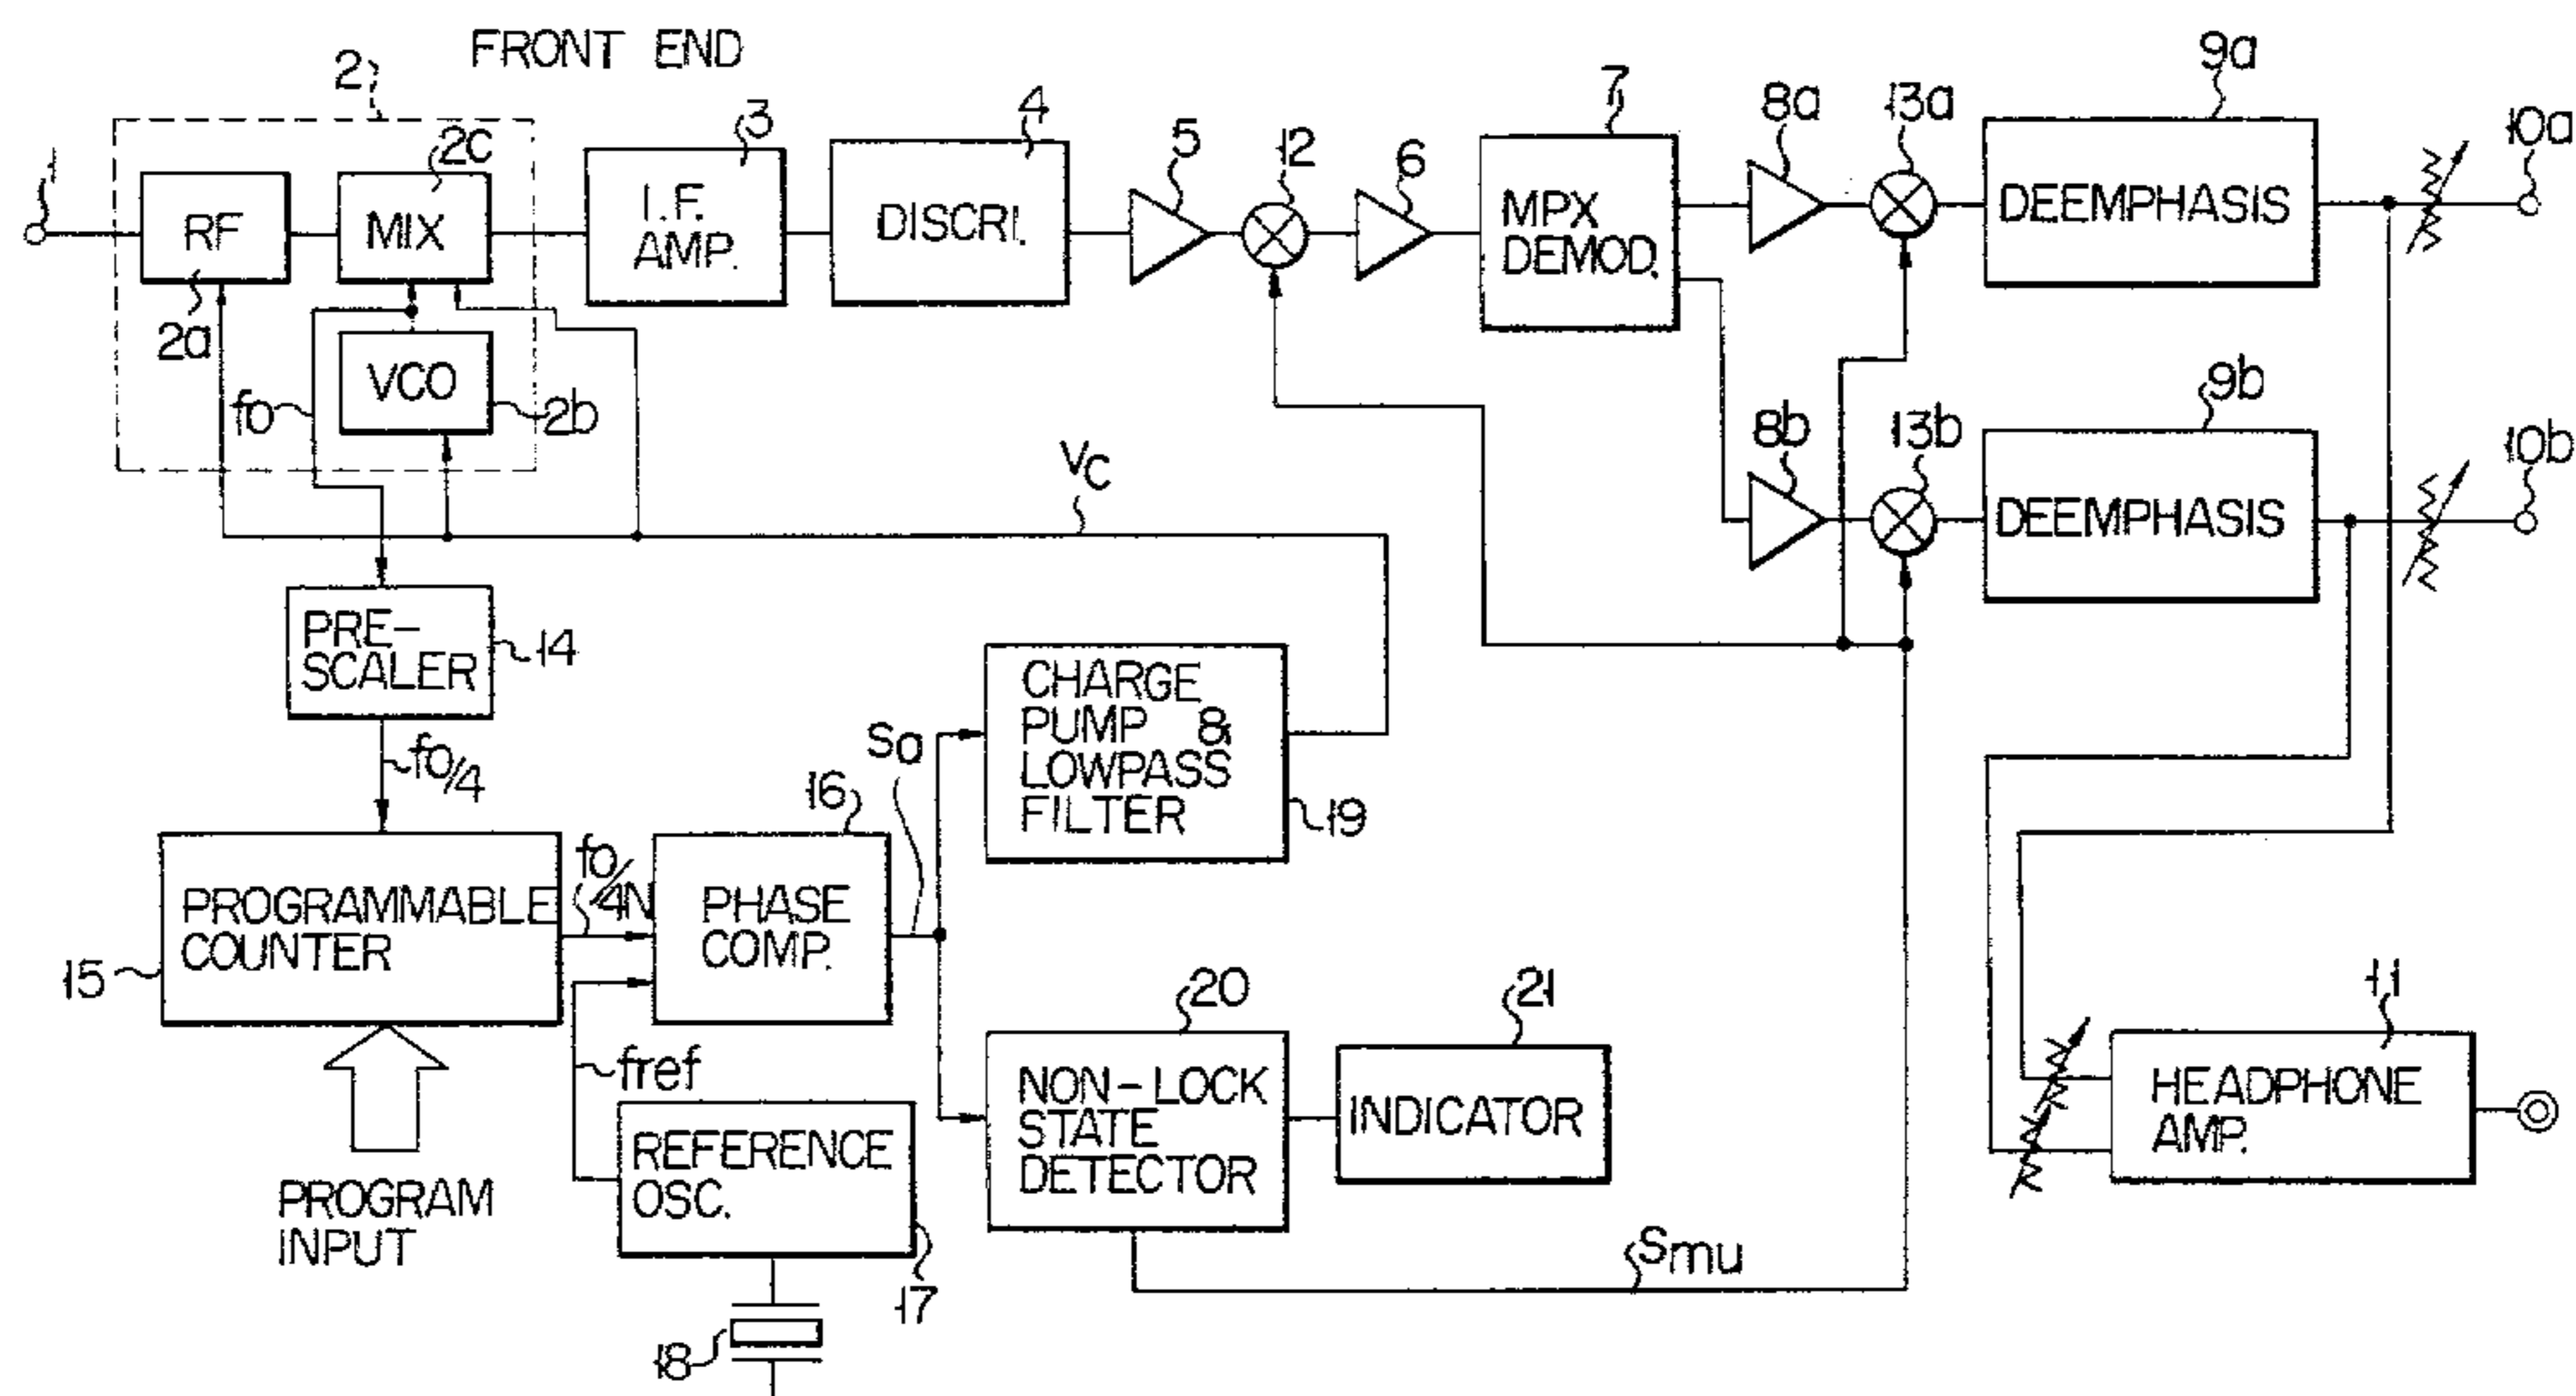 FRONT END
2
1
RF
2a
2c
MIX
VCO
2b
fo
3
I.F.
AMP.
4
DISCRI.
5
12
6
7
MPX
DEMOD.
8a
13a
9a
DEEMPHASIS
10a
8b
13b
9b
DEEMPHASIS
10b
Vc
PRE-
SCALER
14
fo/4
PROGRAMMABLE
COUNTER
15
PROGRAM
INPUT
fo/4N
16
PHASE
COMP.
Sa
fref
REFERENCE
OSC.
17
18
CHARGE
PUMP &
LOWPASS
FILTER
19
20
NON-LOCK
STATE
DETECTOR
21
INDICATOR
Smu
11
HEADPHONE
AMP.